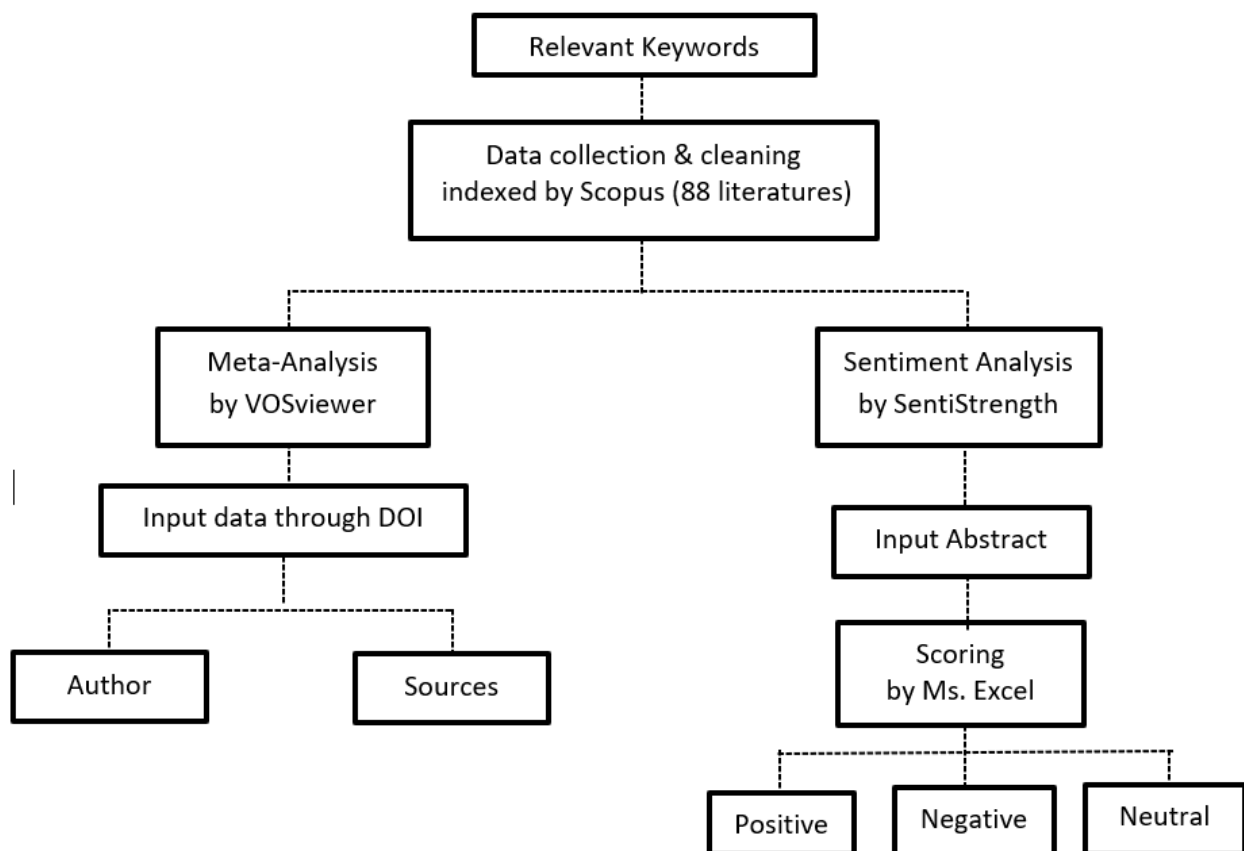 Relevant Keywords
Data collection & cleaning
indexed by Scopus (88 literatures)
Meta-Analysis
by VOSviewer
Sentiment Analysis
by SentiStrength
Input data through DOI
Input Abstract
Author
Sources
Scoring
by Ms. Excel
Positive
Negative
Neutral